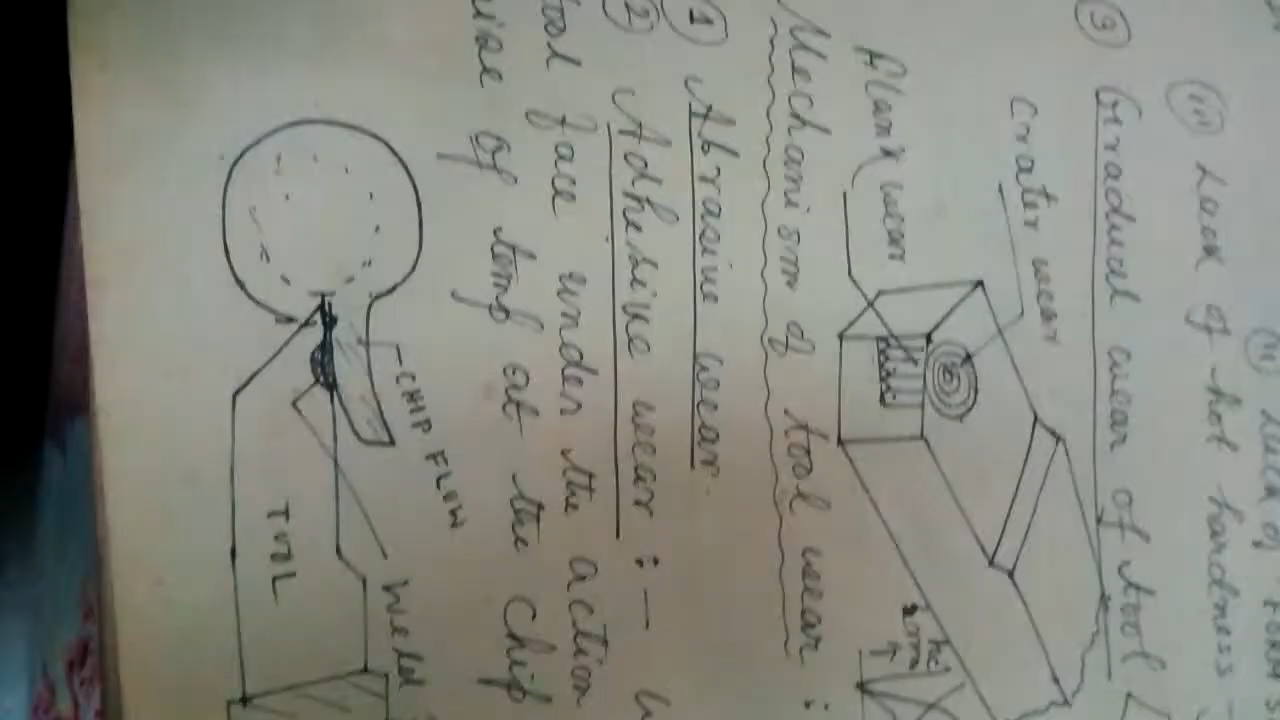 (iii) Lack of hot hardness -
③ Gradual wear of tool
Crater wear
Flank wear
Mechanism of tool wear :
① Abrasive wear.
② Adhesive wear :-
tool face under the action
of temp at the chip
CHIP FLOW
TOOL
Weld